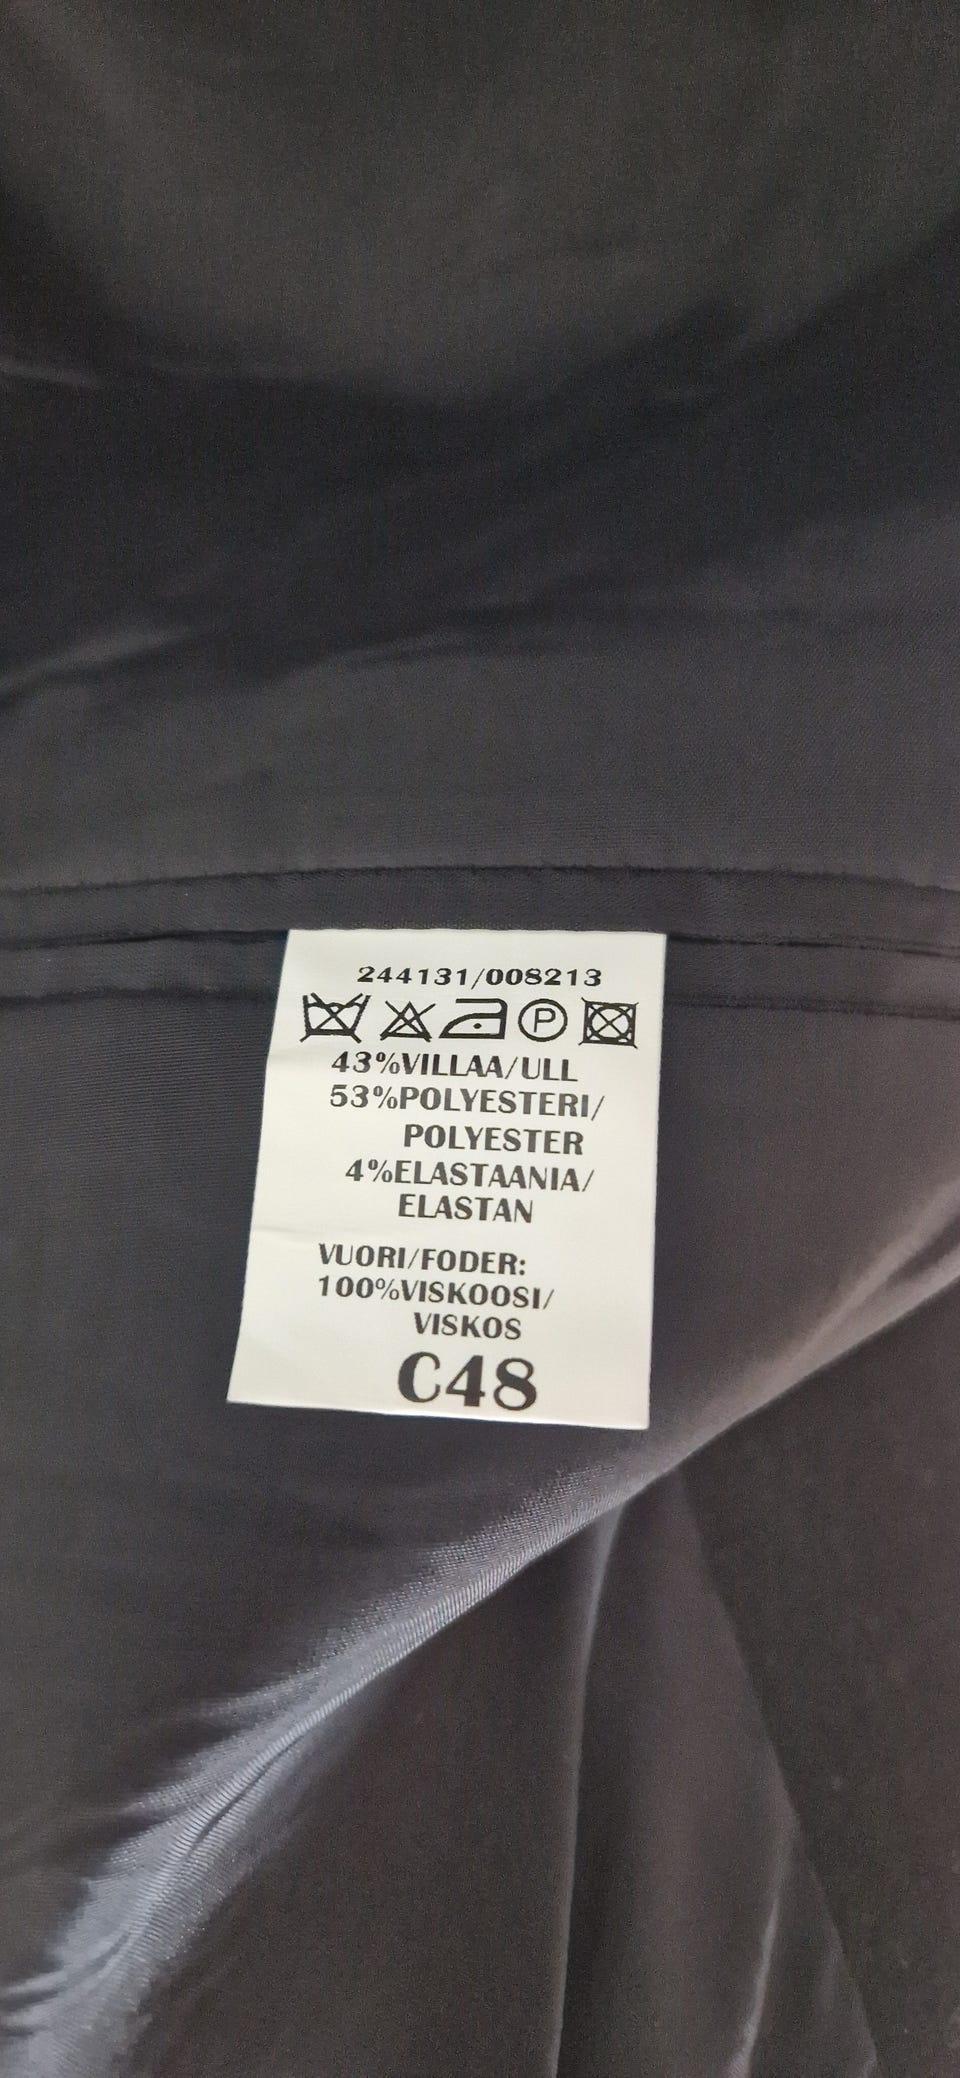 244131/008213
P
43%VILLAA/ULL
53%POLYESTERI/
POLYESTER
4%ELASTAANIA/
ELASTAN
VUORI/FODER:
100%VISKOOSI/
VISKOS
C48